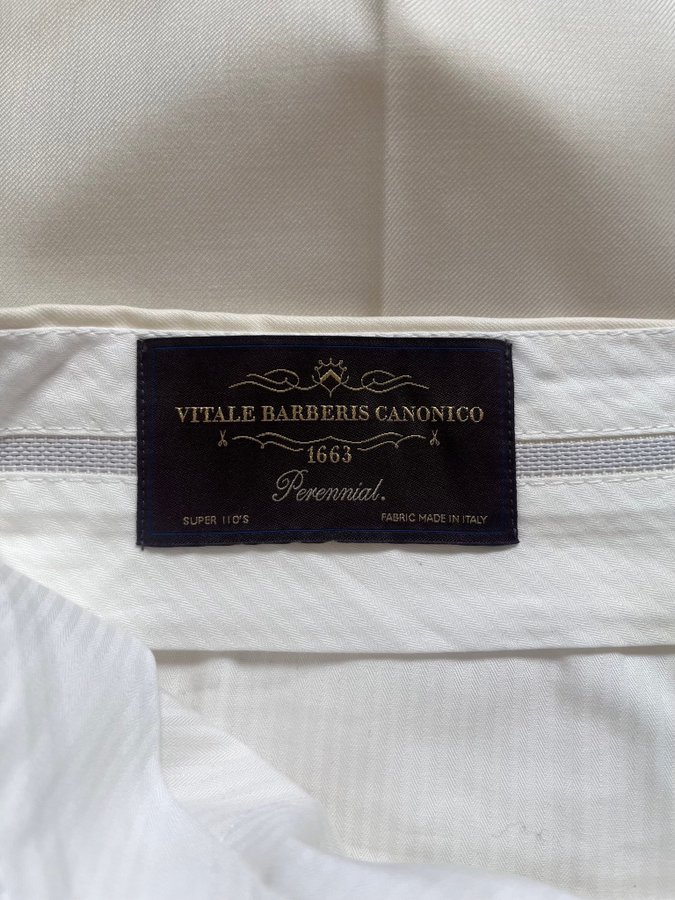 VITALE BARBERIS CANONICO
1663
Perennial.
SUPER 110'S FABRIC MADE IN ITALY